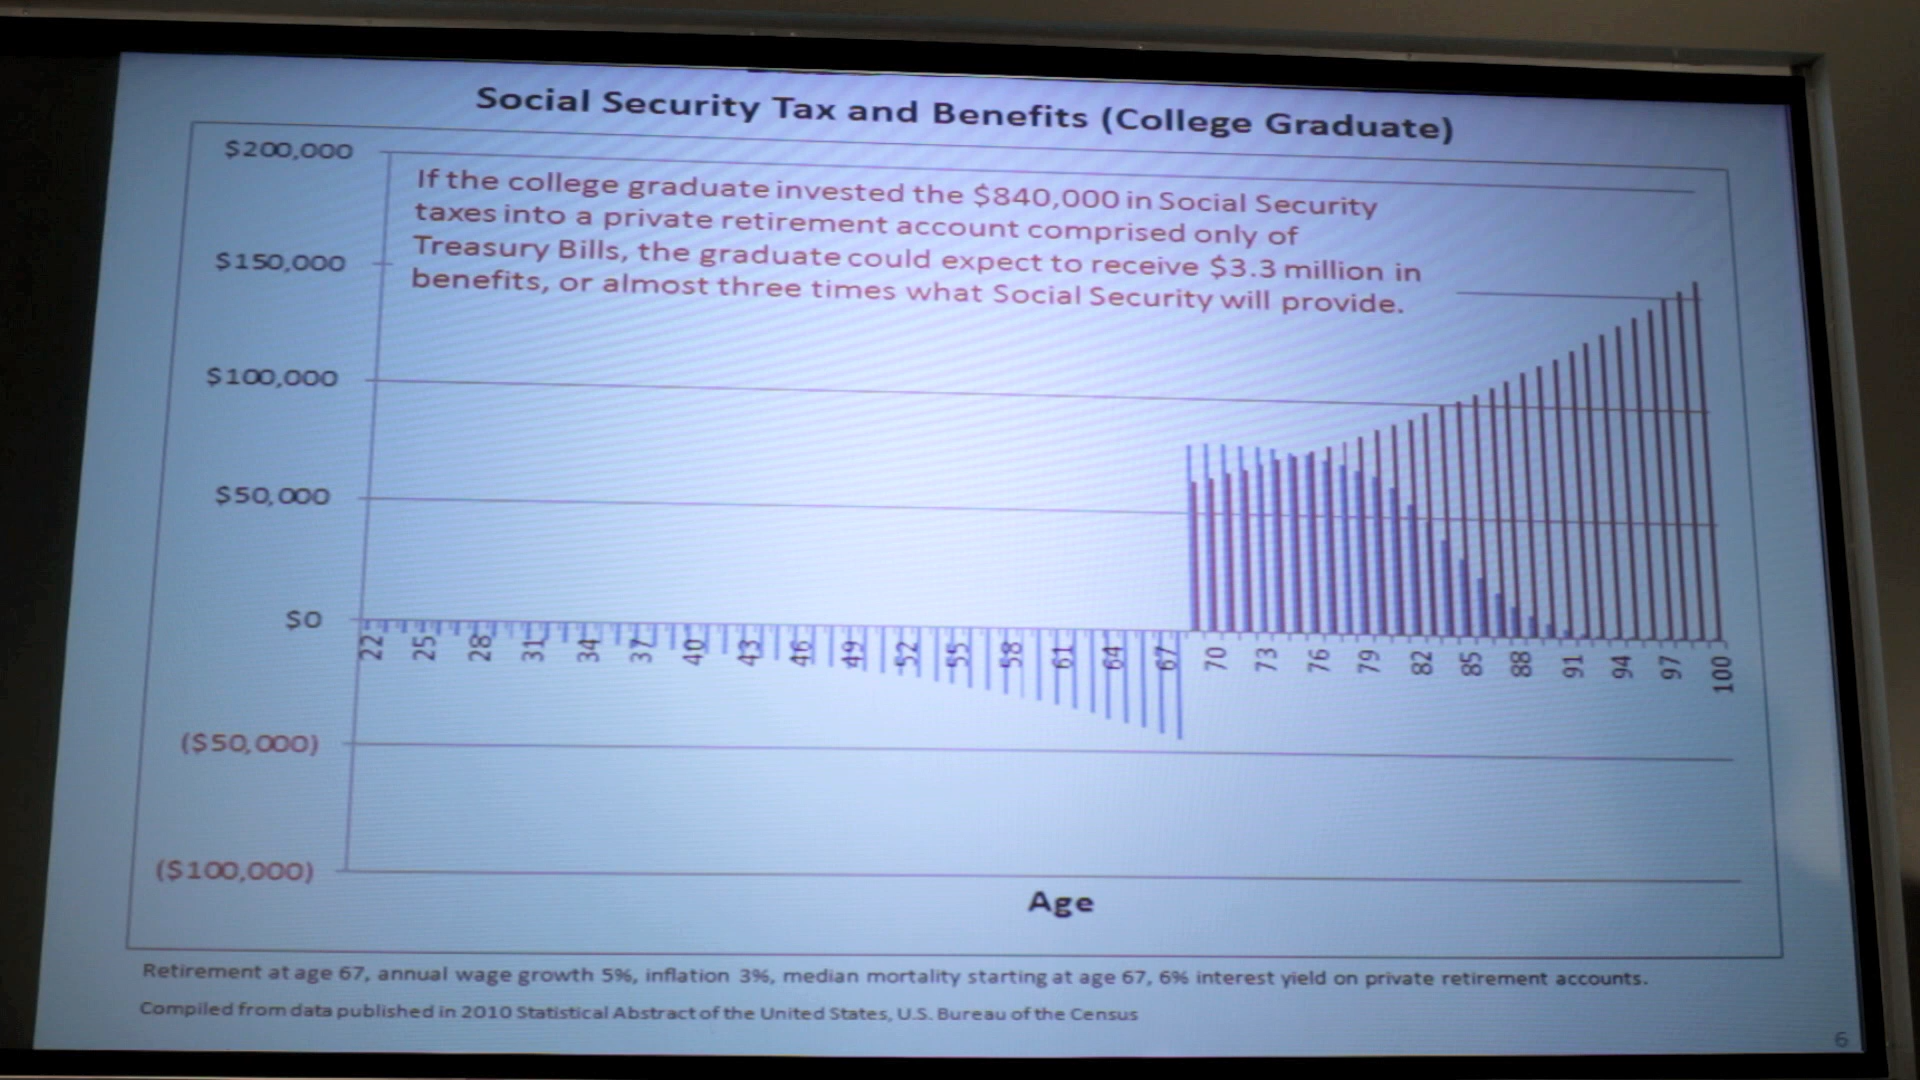 Social Security Tax and Benefits (College Graduate)
$200,000
If the college graduate invested the $840,000 in Social Security
taxes into a private retirement account comprised only of
Treasury Bills, the graduate could expect to receive $3.3 million in
benefits, or almost three times what Social Security will provide.
$150,000
$100,000
$50,000
$0
22 25 28 31 34 37 40 43 46 49 52 55 58 61 64 67 70 73 76 79 82 85 88 91 94 97 100
($50,000)
($100,000)
Age
Retirement at age 67, annual wage growth 5%, inflation 3%, median mortality starting at age 67, 6% interest yield on private retirement accounts.
Compiled from data published in 2010 Statistical Abstract of the United States, U.S. Bureau of the Census
6